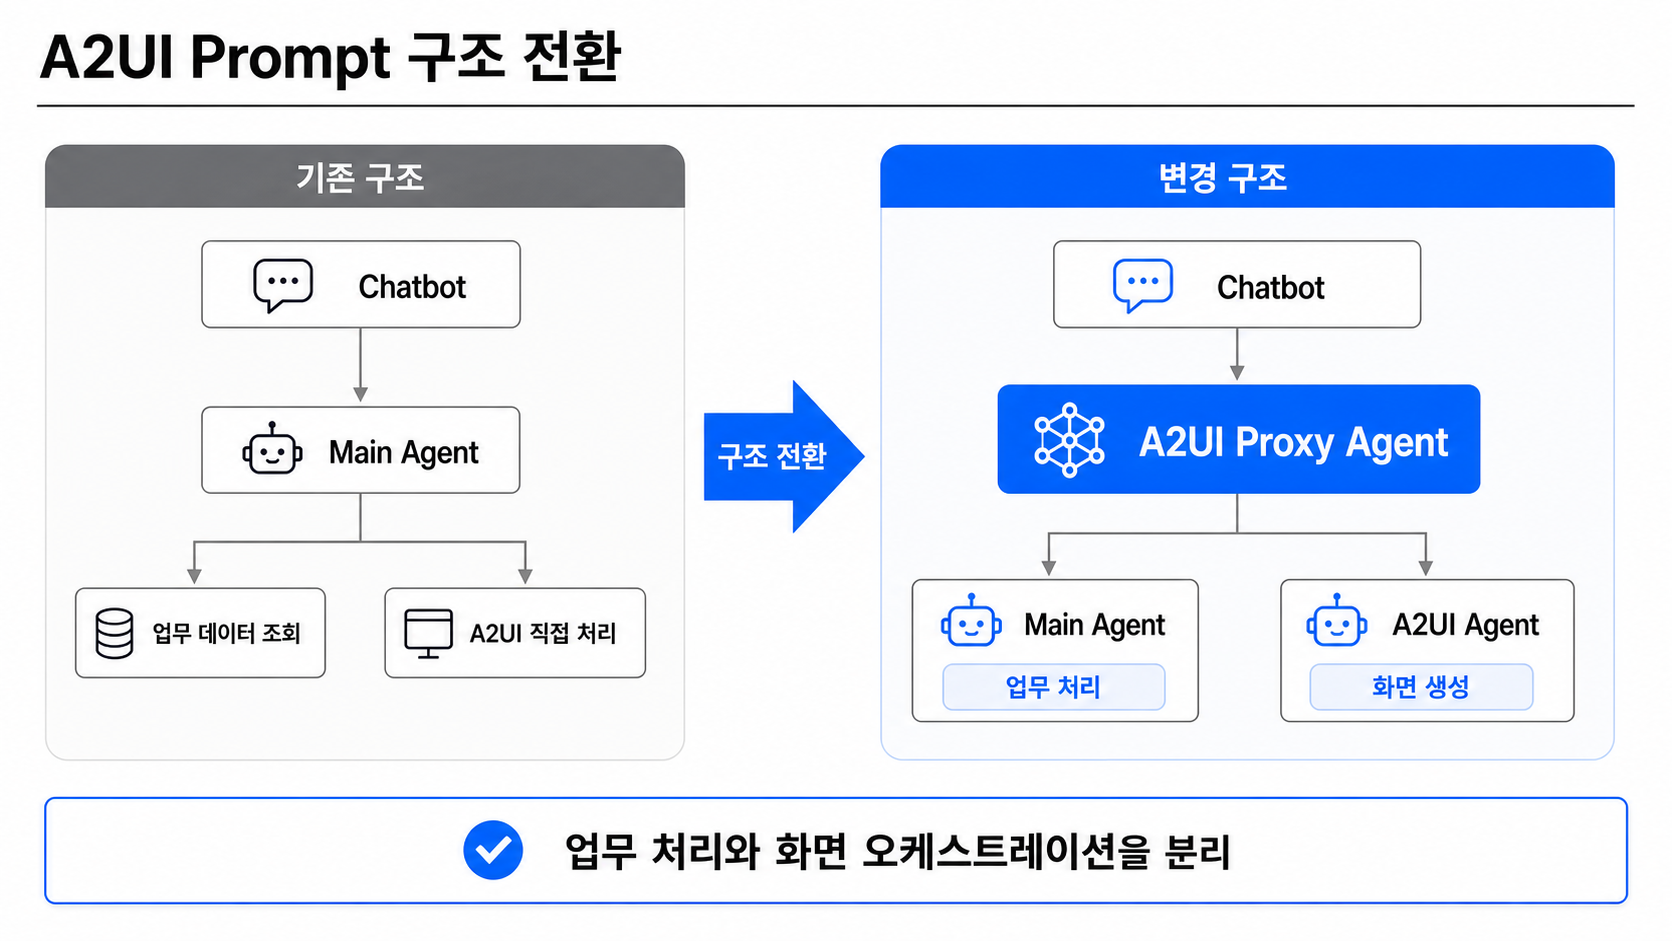 A2UI Prompt 구조 전환
기존 구조
Chatbot
Main Agent
업무 데이터 조회
A2UI 직접 처리
구조 전환
변경 구조
Chatbot
A2UI Proxy Agent
Main Agent
업무 처리
A2UI Agent
화면 생성
업무 처리와 화면 오케스트레이션을 분리